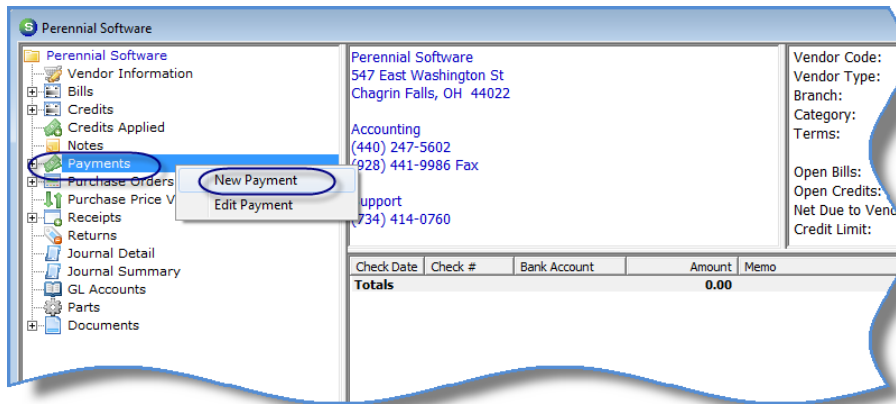 S Perennial Software
Perennial Software
Vendor Information
Bills
Credits
Credits Applied
Notes
Payments
Purchase Orders
Purchase Price V
Receipts
Returns
Journal Detail
Journal Summary
GL Accounts
Parts
Documents
New Payment
Edit Payment
Perennial Software
547 East Washington St
Chagrin Falls, OH 44022
Accounting
(440) 247-5602
(928) 441-9986 Fax
upport
(734) 414-0760
Vendor Code:
Vendor Type:
Branch:
Category:
Terms:
Open Bills:
Open Credits:
Net Due to Vend
Credit Limit:
Check Date Check # Bank Account Amount Memo
Totals 0.00